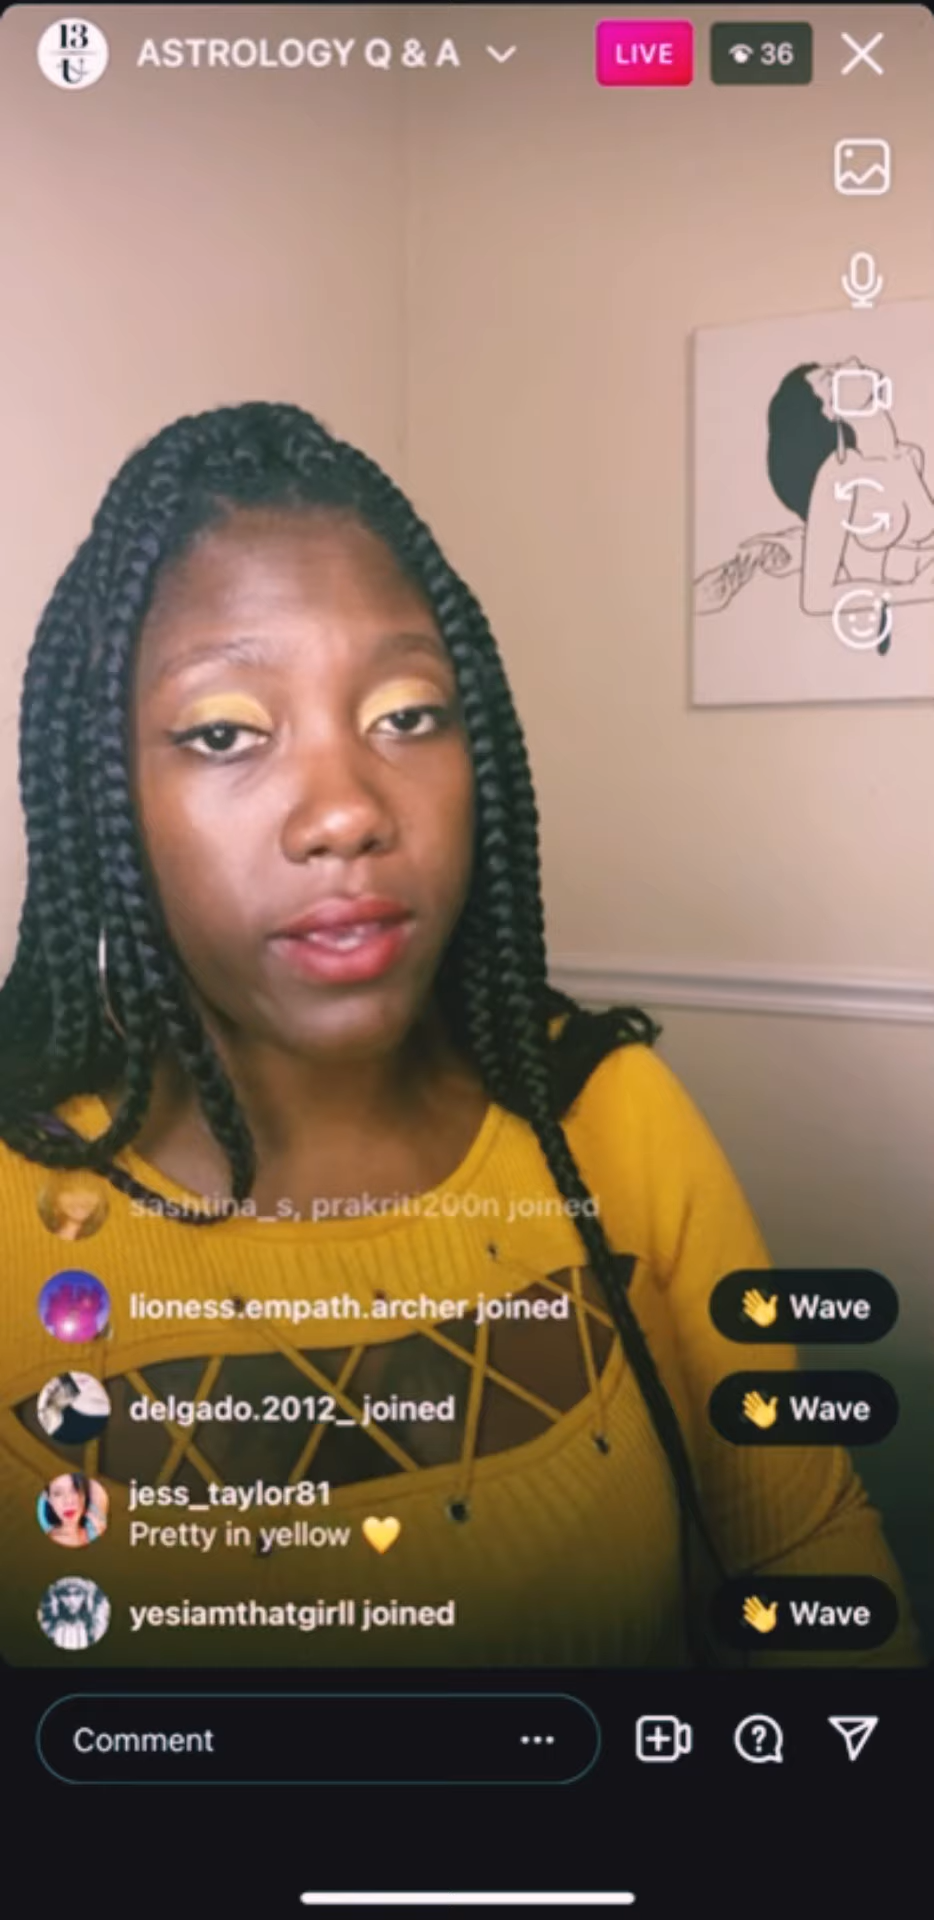 13
U
ASTROLOGY Q & A
LIVE
36
sashtina_s, prakriti200n joined
lioness.empath.archer joined
Wave
delgado.2012_ joined
Wave
jess_taylor81
Pretty in yellow 💛
yesiamthatgirll joined
Wave
Comment